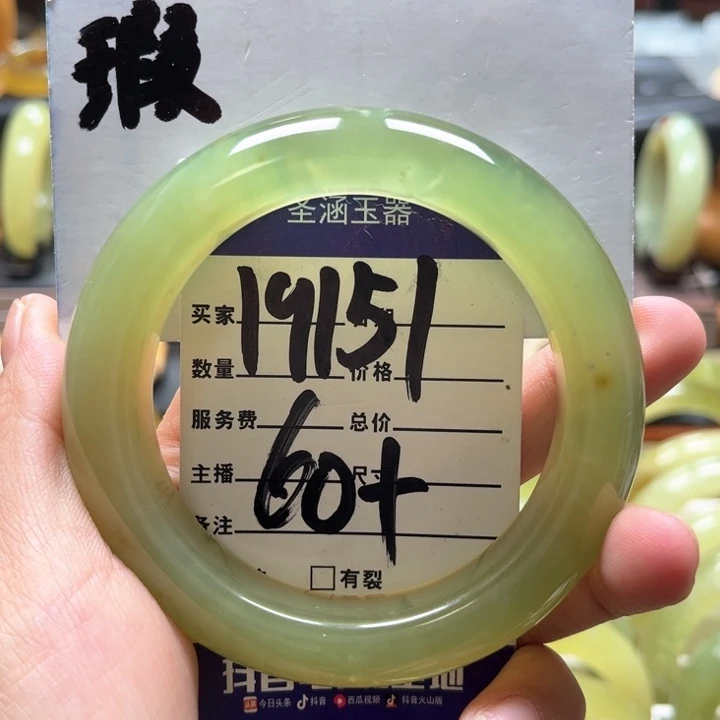 瑕
圣涵玉器
买家 19151
数量 价格
服务费 总价
主播 60+ 尺寸
备注
有裂
今日头条 抖音 西瓜视频 抖音火山版